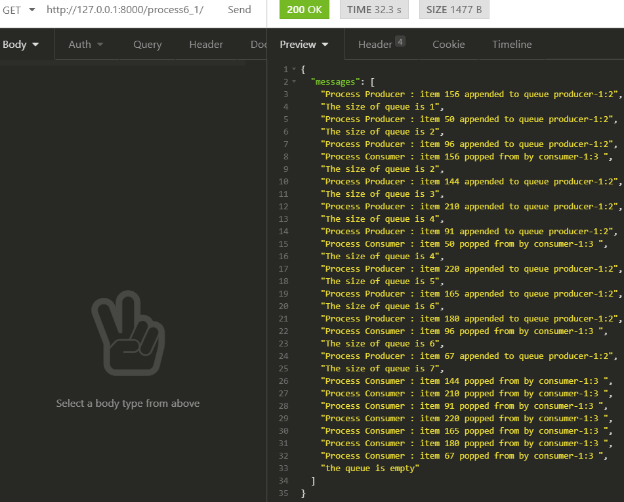 GET http://127.0.0.1:8000/process6_1/ Send 200 OK TIME 32.3 s SIZE 1477 B
Body Auth Query Header Doc Preview Header 4 Cookie Timeline
1 {
2 "messages": [
3 "Process Producer : item 156 appended to queue producer-1:2",
4 "The size of queue is 1",
5 "Process Producer : item 50 appended to queue producer-1:2",
6 "The size of queue is 2",
7 "Process Producer : item 96 appended to queue producer-1:2",
8 "Process Consumer : item 156 popped from by consumer-1:3 ",
9 "The size of queue is 2",
10 "Process Producer : item 144 appended to queue producer-1:2",
11 "The size of queue is 3",
12 "Process Producer : item 210 appended to queue producer-1:2",
13 "The size of queue is 4",
14 "Process Producer : item 91 appended to queue producer-1:2",
15 "Process Consumer : item 50 popped from by consumer-1:3 ",
16 "The size of queue is 4",
17 "Process Producer : item 220 appended to queue producer-1:2",
18 "The size of queue is 5",
19 "Process Producer : item 165 appended to queue producer-1:2",
20 "The size of queue is 6",
21 "Process Producer : item 180 appended to queue producer-1:2",
22 "Process Consumer : item 96 popped from by consumer-1:3 ",
23 "The size of queue is 6",
24 "Process Producer : item 67 appended to queue producer-1:2",
25 "The size of queue is 7",
26 "Process Consumer : item 144 popped from by consumer-1:3 ",
27 "Process Consumer : item 210 popped from by consumer-1:3 ",
28 "Process Consumer : item 91 popped from by consumer-1:3 ",
29 "Process Consumer : item 220 popped from by consumer-1:3 ",
30 "Process Consumer : item 165 popped from by consumer-1:3 ",
31 "Process Consumer : item 180 popped from by consumer-1:3 ",
32 "Process Consumer : item 67 popped from by consumer-1:3 ",
33 "the queue is empty"
34 ]
35 }
Select a body type from above